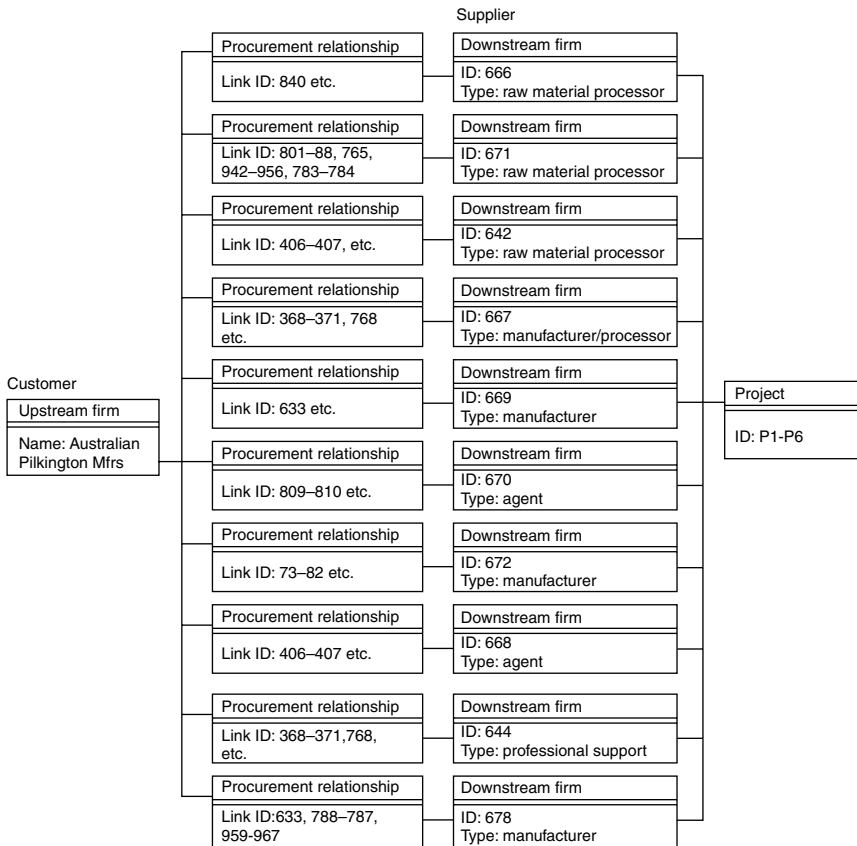 Supplier
Procurement relationship
Link ID: 840 etc.
Downstream firm
ID: 666
Type: raw material processor
Procurement relationship
Link ID: 801–88, 765,
942–956, 783–784
Downstream firm
ID: 671
Type: raw material processor
Procurement relationship
Link ID: 406–407, etc.
Downstream firm
ID: 642
Type: raw material processor
Procurement relationship
Link ID: 368–371, 768
etc.
Downstream firm
ID: 667
Type: manufacturer/processor
Customer
Upstream firm
Name: Australian
Pilkington Mfrs
Procurement relationship
Link ID: 633 etc.
Downstream firm
ID: 669
Type: manufacturer
Project
ID: P1-P6
Procurement relationship
Link ID: 809–810 etc.
Downstream firm
ID: 670
Type: agent
Procurement relationship
Link ID: 73–82 etc.
Downstream firm
ID: 672
Type: manufacturer
Procurement relationship
Link ID: 406–407 etc.
Downstream firm
ID: 668
Type: agent
Procurement relationship
Link ID: 368–371,768,
etc.
Downstream firm
ID: 644
Type: professional support
Procurement relationship
Link ID:633, 788–787,
959-967
Downstream firm
ID: 678
Type: manufacturer